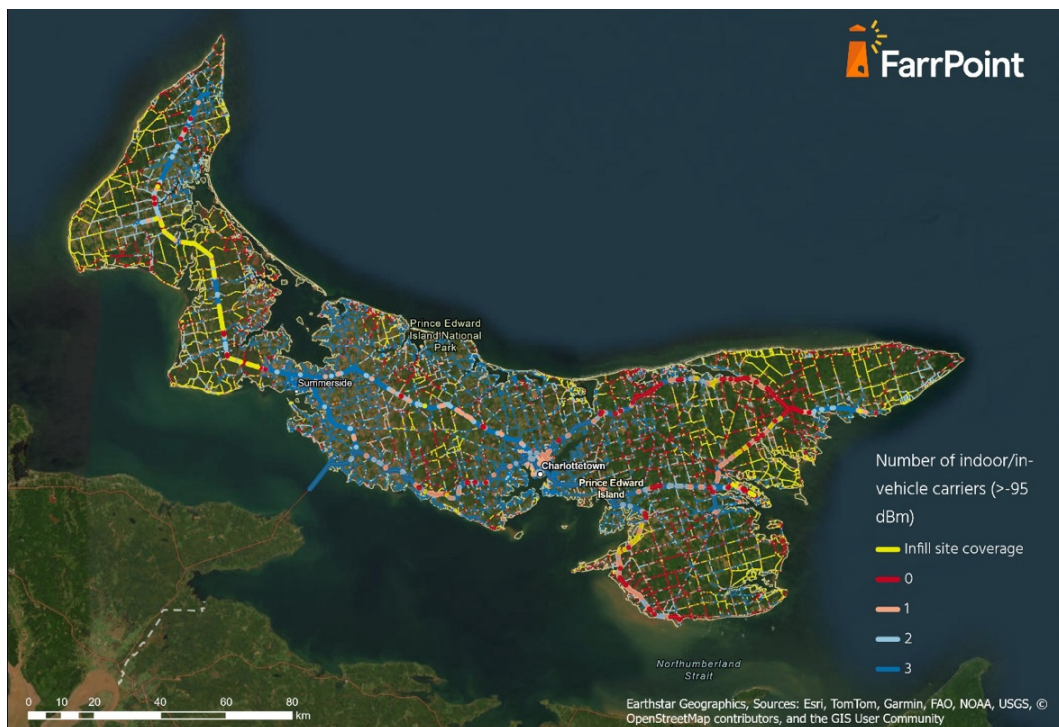 FarrPoint
Prince Edward
Island National
Park
Summerside
Charlottetown
Prince Edward
Island
Number of indoor/in-
vehicle carriers (>-95
dBm)
Infill site coverage
0
1
2
3
Northumberland
Strait
0 20 40 60 80
km
Earthstar Geographics, Sources: Esri, TomTom, Garmin, FAO, NOAA, USGS, ©
OpenStreetMap contributors, and the GIS User Community